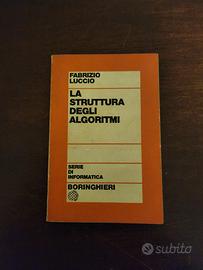 FABRIZIO
LUCCIO
LA
STRUTTURA
DEGLI
ALGORITMI
SERIE
DI
INFORMATICA
BORINGHIERI
subito